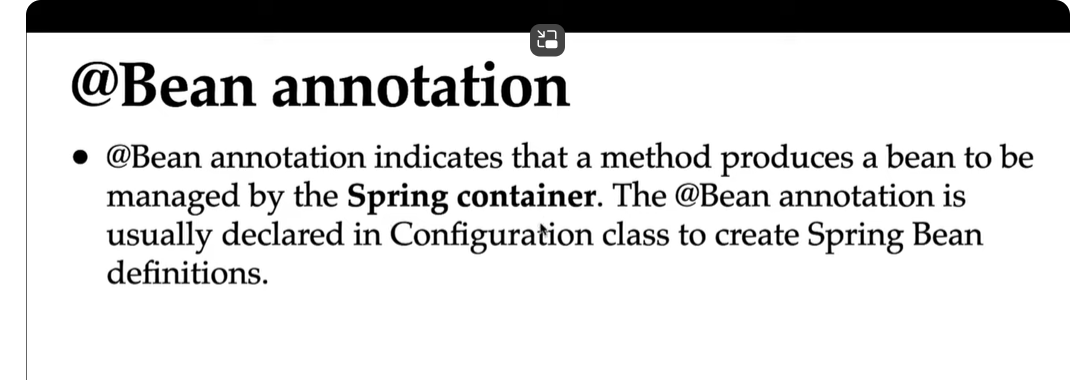 @Bean annotation
● @Bean annotation indicates that a method produces a bean to be
managed by the Spring container. The @Bean annotation is
usually declared in Configuration class to create Spring Bean
definitions.